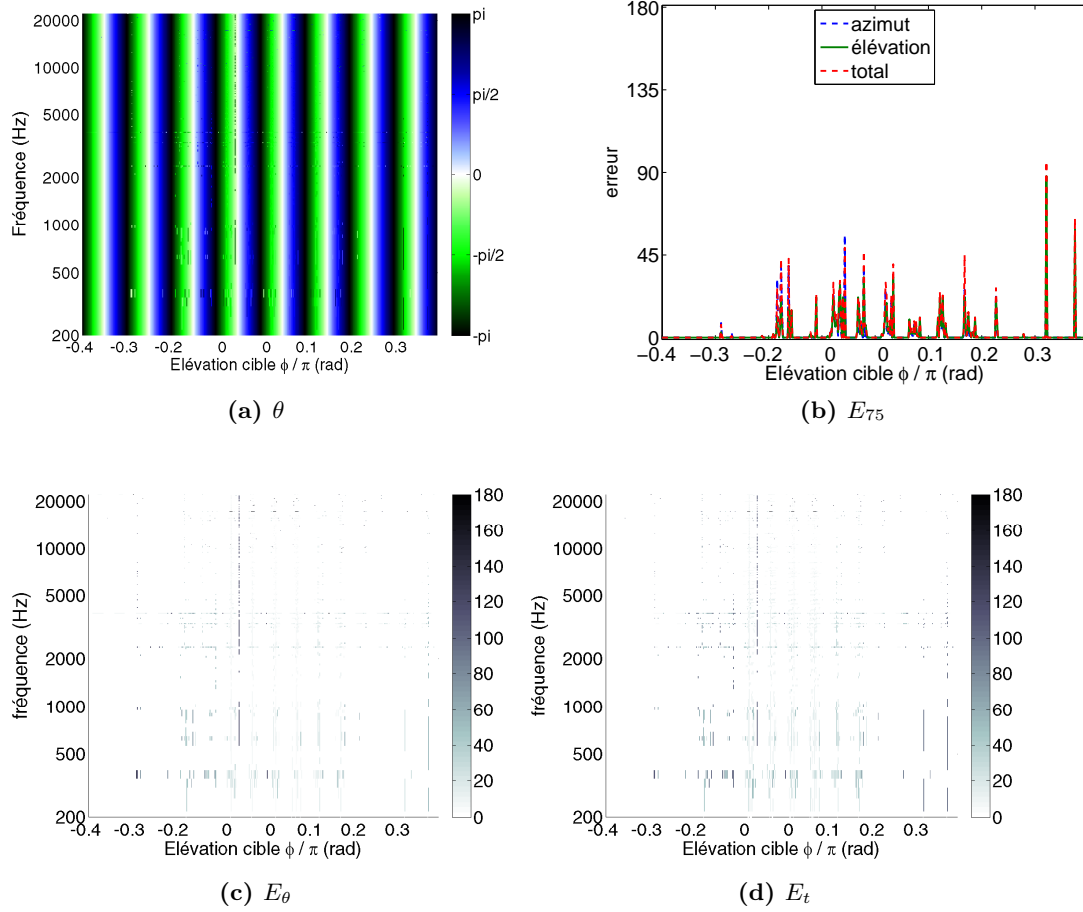 20000
10000
5000
2000
1000
500
200
Fréquence (Hz)
-0.4 -0.3 -0.2 -0.1 0 0 0.1 0.2 0.3
Elévation cible ϕ / π (rad)
pi
pi/2
0
-pi/2
-pi
(a) θ
180
135
90
45
0
erreur
azimut
élévation
total
−0.4 −0.3 −0.2 0 0 0.1 0.2 0.3
Elévation cible ϕ / π (rad)
(b) E75
20000
10000
5000
2000
1000
500
200
fréquence (Hz)
-0.4 -0.3 -0.2 0 0 0.1 0.3
Elévation cible ϕ / π (rad)
180
160
140
120
100
80
60
40
20
0
(c) Eθ
20000
10000
5000
2000
1000
500
200
fréquence (Hz)
-0.4 -0.3 -0.2 0 0 0.1 0.3
Elévation cible ϕ / π (rad)
180
160
140
120
100
80
60
40
20
0
(d) Et